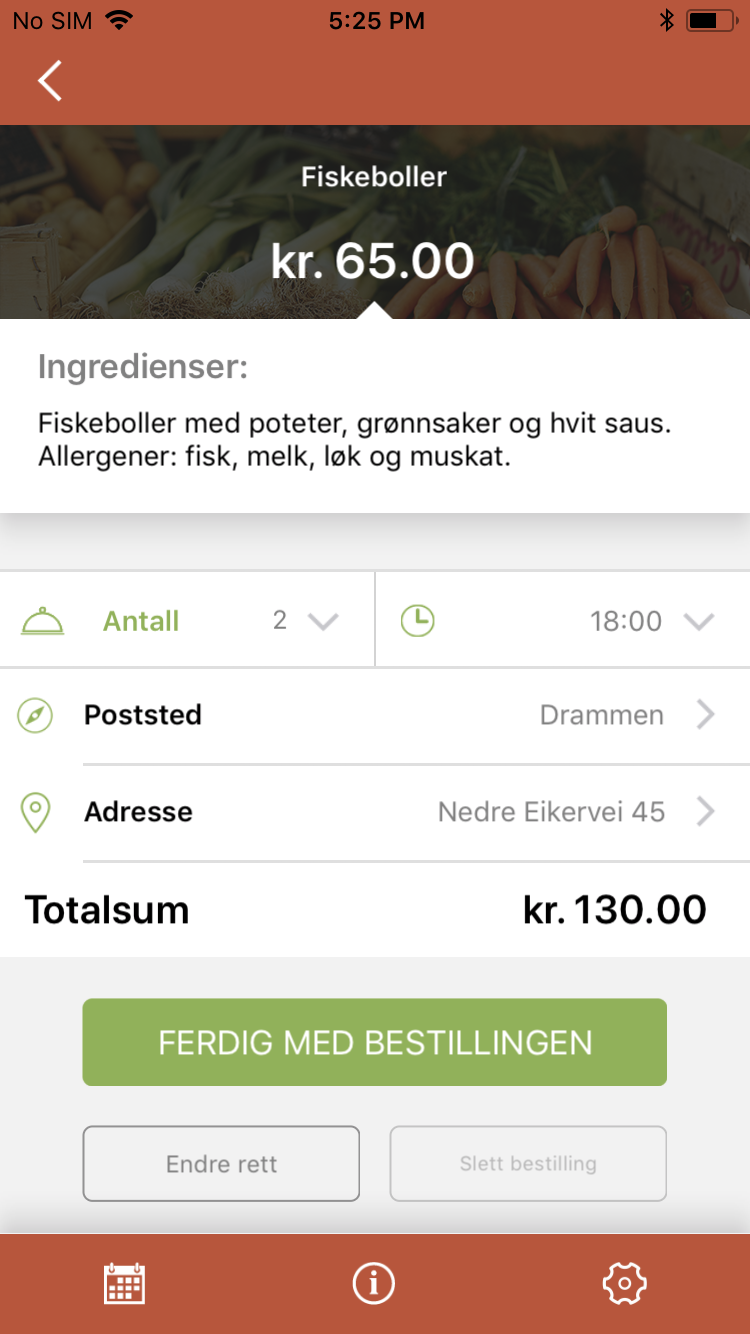 No SIM 5:25 PM
Fiskeboller
kr. 65.00
Ingredienser:
Fiskeboller med poteter, grønnsaker og hvit saus.
Allergener: fisk, melk, løk og muskat.
Antall 2 18:00
Poststed Drammen
Adresse Nedre Eikervei 45
Totalsum kr. 130.00
FERDIG MED BESTILLINGEN
Endre rett Slett bestilling